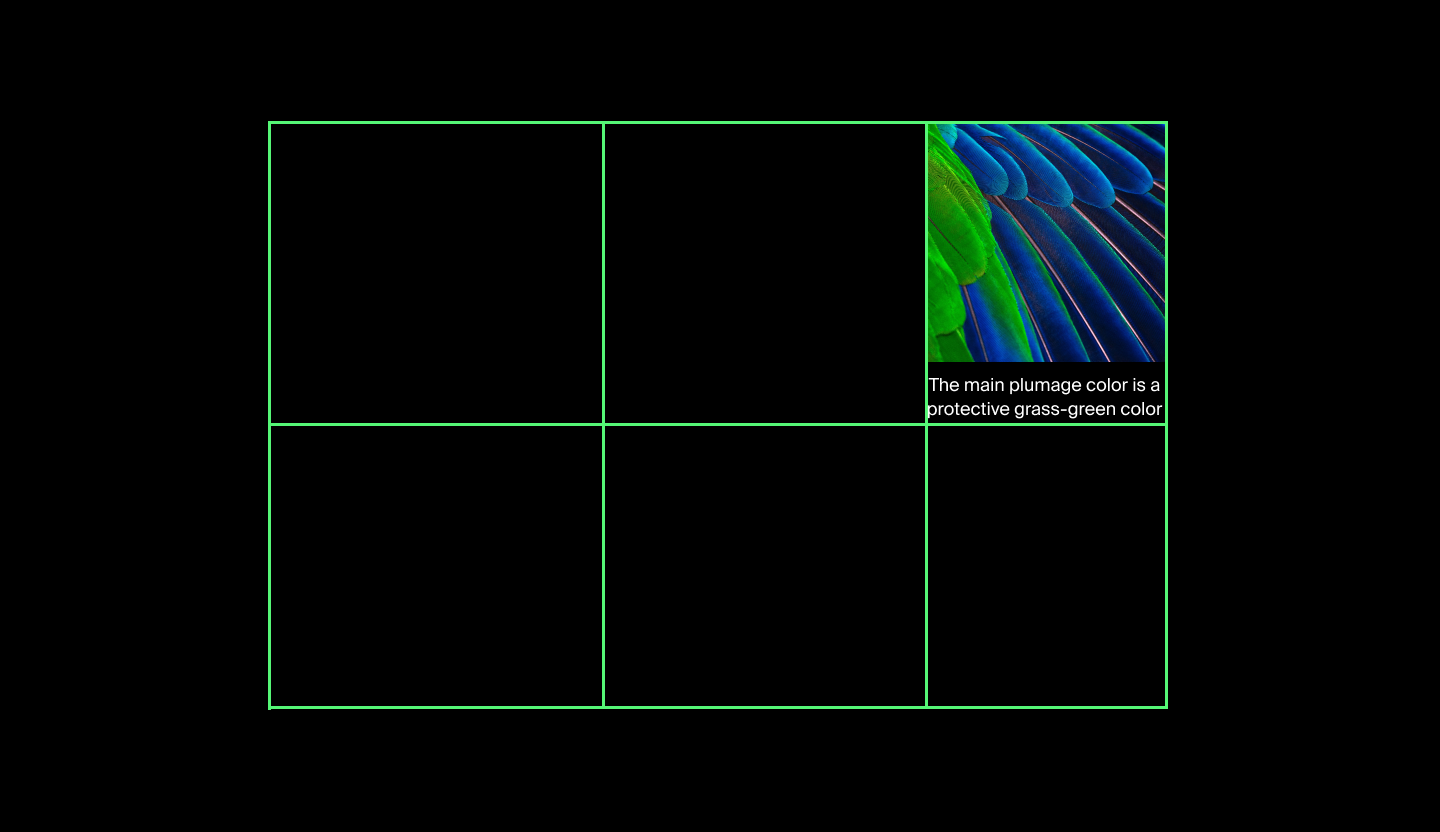 The main plumage color is a
protective grass-green color